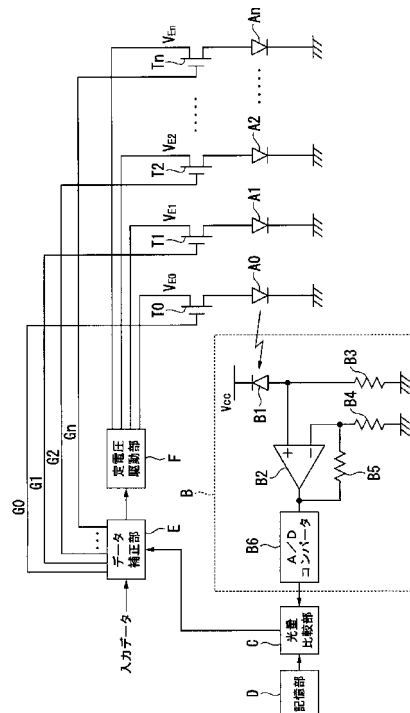 G0
G1
G2
Gn
VE0
VE1
VE2
VEn
T0
T1
T2
Tn
A0
A1
A2
An
入力データ
データ
補正部
E
定電圧
駆動部
F
B
Vcc
B1
B2
B3
B4
B5
A/D
コンバータ
B6
光量
比較部
C
記憶部
D